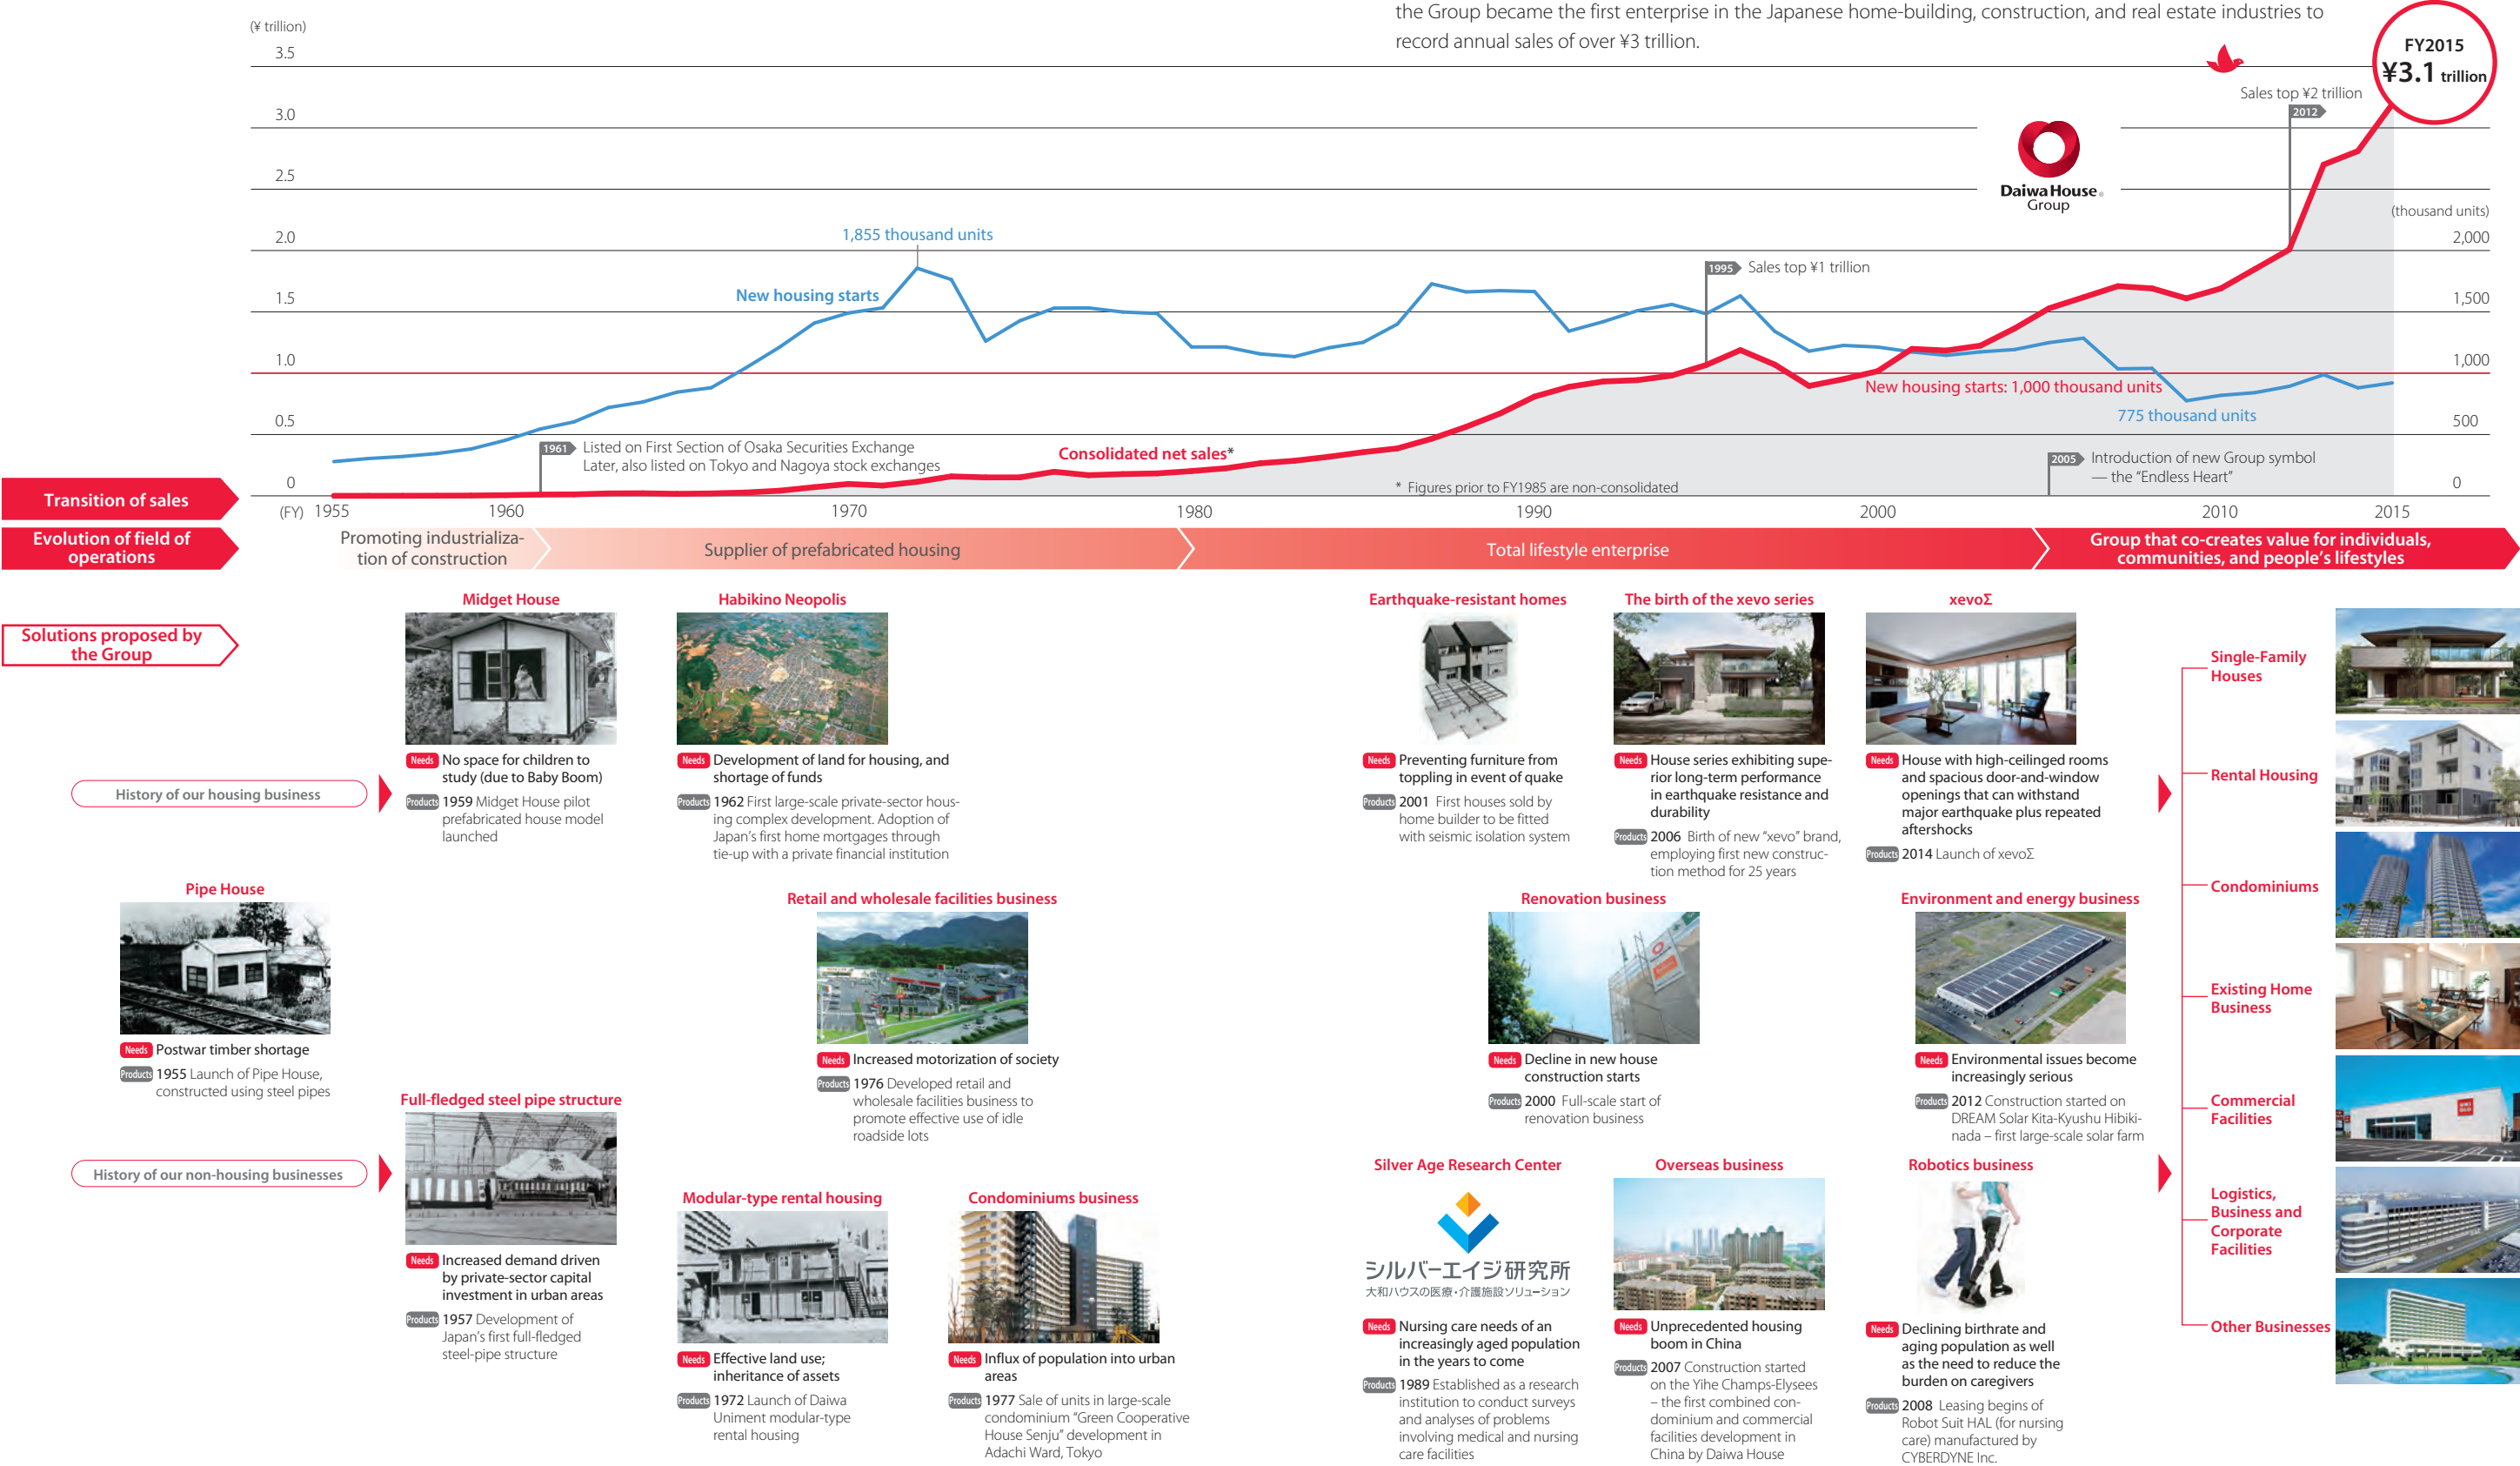 the Group became the first enterprise in the Japanese home-building, construction, and real estate industries to
record annual sales of over ¥3 trillion.
(¥ trillion)
3.5
3.0
2.5
2.0
1.5
1.0
0.5
0
FY2015
¥3.1 trillion
Sales top ¥2 trillion
2012
Daiwa House®
Group
(thousand units)
2,000
1,500
1,000
500
0
1,855 thousand units
New housing starts
1995 Sales top ¥1 trillion
New housing starts: 1,000 thousand units
775 thousand units
1961 Listed on First Section of Osaka Securities Exchange
Later, also listed on Tokyo and Nagoya stock exchanges
Consolidated net sales*
* Figures prior to FY1985 are non-consolidated
2005 Introduction of new Group symbol
— the “Endless Heart”
Transition of sales
(FY) 1955 1960 1970 1980 1990 2000 2010 2015
Evolution of field of
operations
Promoting industrializa-
tion of construction
Supplier of prefabricated housing
Total lifestyle enterprise
Group that co-creates value for individuals,
communities, and people’s lifestyles
Solutions proposed by
the Group
History of our housing business
Midget House
Needs No space for children to
study (due to Baby Boom)
Products 1959 Midget House pilot
prefabricated house model
launched
Habikino Neopolis
Needs Development of land for housing, and
shortage of funds
Products 1962 First large-scale private-sector hous-
ing complex development. Adoption of
Japan’s first home mortgages through
tie-up with a private financial institution
Earthquake-resistant homes
Needs Preventing furniture from
toppling in event of quake
Products 2001 First houses sold by
home builder to be fitted
with seismic isolation system
The birth of the xevo series
Needs House series exhibiting supe-
rior long-term performance
in earthquake resistance and
durability
Products 2006 Birth of new “xevo” brand,
employing first new construc-
tion method for 25 years
xevoΣ
Needs House with high-ceilinged rooms
and spacious door-and-window
openings that can withstand
major earthquake plus repeated
aftershocks
Products 2014 Launch of xevoΣ
Pipe House
Needs Postwar timber shortage
Products 1955 Launch of Pipe House,
constructed using steel pipes
Retail and wholesale facilities business
Needs Increased motorization of society
Products 1976 Developed retail and
wholesale facilities business to
promote effective use of idle
roadside lots
Renovation business
Needs Decline in new house
construction starts
Products 2000 Full-scale start of
renovation business
Environment and energy business
Needs Environmental issues become
increasingly serious
Products 2012 Construction started on
DREAM Solar Kita-Kyushu Hibiki-
nada – first large-scale solar farm
History of our non-housing businesses
Full-fledged steel pipe structure
Needs Increased demand driven
by private-sector capital
investment in urban areas
Products 1957 Development of
Japan’s first full-fledged
steel-pipe structure
Modular-type rental housing
Needs Effective land use;
inheritance of assets
Products 1972 Launch of Daiwa
Uniment modular-type
rental housing
Condominiums business
Needs Influx of population into urban
areas
Products 1977 Sale of units in large-scale
condominium “Green Cooperative
House Senju” development in
Adachi Ward, Tokyo
Silver Age Research Center
シルバーエイジ研究所
大和ハウスの医療・介護施設ソリューション
Needs Nursing care needs of an
increasingly aged population
in the years to come
Products 1989 Established as a research
institution to conduct surveys
and analyses of problems
involving medical and nursing
care facilities
Overseas business
Needs Unprecedented housing
boom in China
Products 2007 Construction started
on the Yihe Champs-Elysees
– the first combined con-
dominium and commercial
facilities development in
China by Daiwa House
Robotics business
Needs Declining birthrate and
aging population as well
as the need to reduce the
burden on caregivers
Products 2008 Leasing begins of
Robot Suit HAL (for nursing
care) manufactured by
CYBERDYNE Inc.
Single-Family
Houses
Rental Housing
Condominiums
Existing Home
Business
Commercial
Facilities
Logistics,
Business and
Corporate
Facilities
Other Businesses